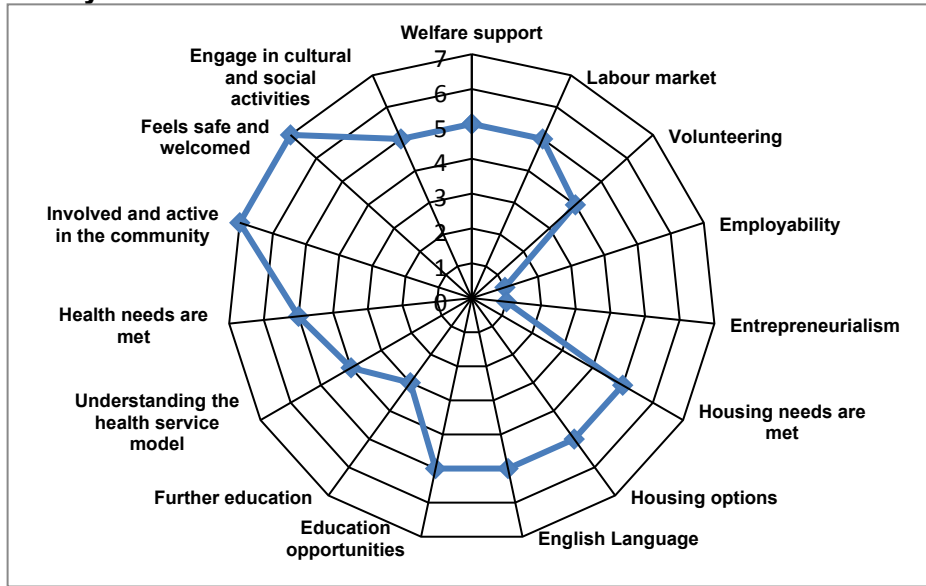 Welfare support
Labour market
Volunteering
Employability
Entrepreneurialism
Housing needs are
met
Housing options
English Language
Education
opportunities
Further education
Understanding the
health service
model
Health needs are
met
Involved and active
in the community
Feels safe and
welcomed
Engage in cultural
and social
activities
7
6
5
4
3
2
1
0